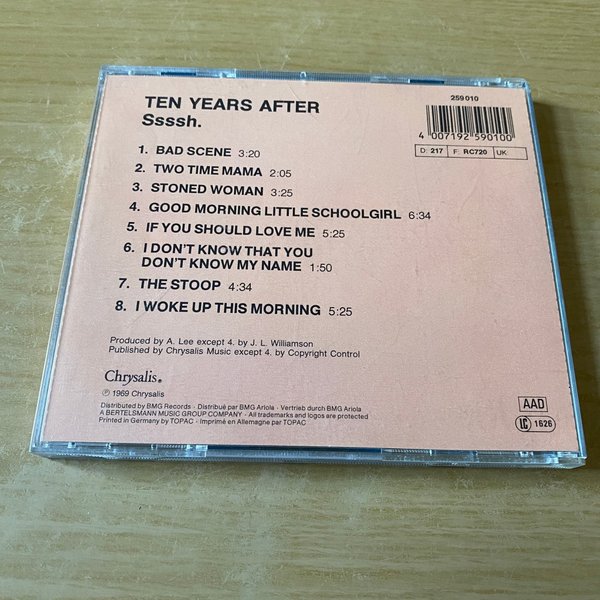 TEN YEARS AFTER
Ssssh.
259 010
4 007192 590100
D: 217 F: RC720 UK:
1. BAD SCENE 3:20
2. TWO TIME MAMA 2:05
3. STONED WOMAN 3:25
4. GOOD MORNING LITTLE SCHOOLGIRL 6:34
5. IF YOU SHOULD LOVE ME 5:25
6. I DON'T KNOW THAT YOU
DON'T KNOW MY NAME 1:50
7. THE STOOP 4:34
8. I WOKE UP THIS MORNING 5:25
Produced by A. Lee except 4. by J. L. Williamson
Published by Chrysalis Music except 4. by Copyright Control
Chrysalis®
℗ 1969 Chrysalis
Distributed by BMG Records · Distribué par BMG Ariola · Vertrieb durch BMG Ariola
A BERTELSMANN MUSIC GROUP COMPANY · All trademarks and logos are protected
Printed in Germany by TOPAC · Imprimé en Allemagne par TOPAC
AAD
LC 1626